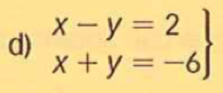 d) x - y = 2
x + y = -6}